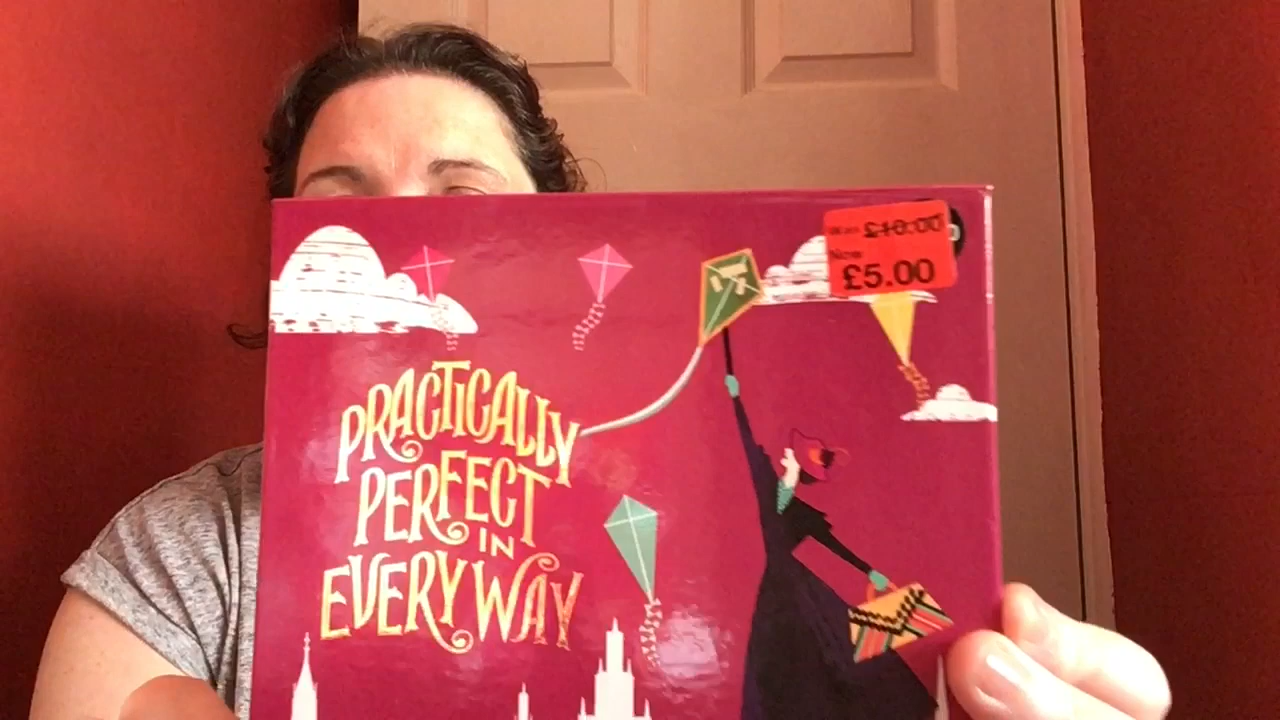 Was £10.00
Now
£5.00
PRACTICALLY
PERFECT
IN
EVERY WAY